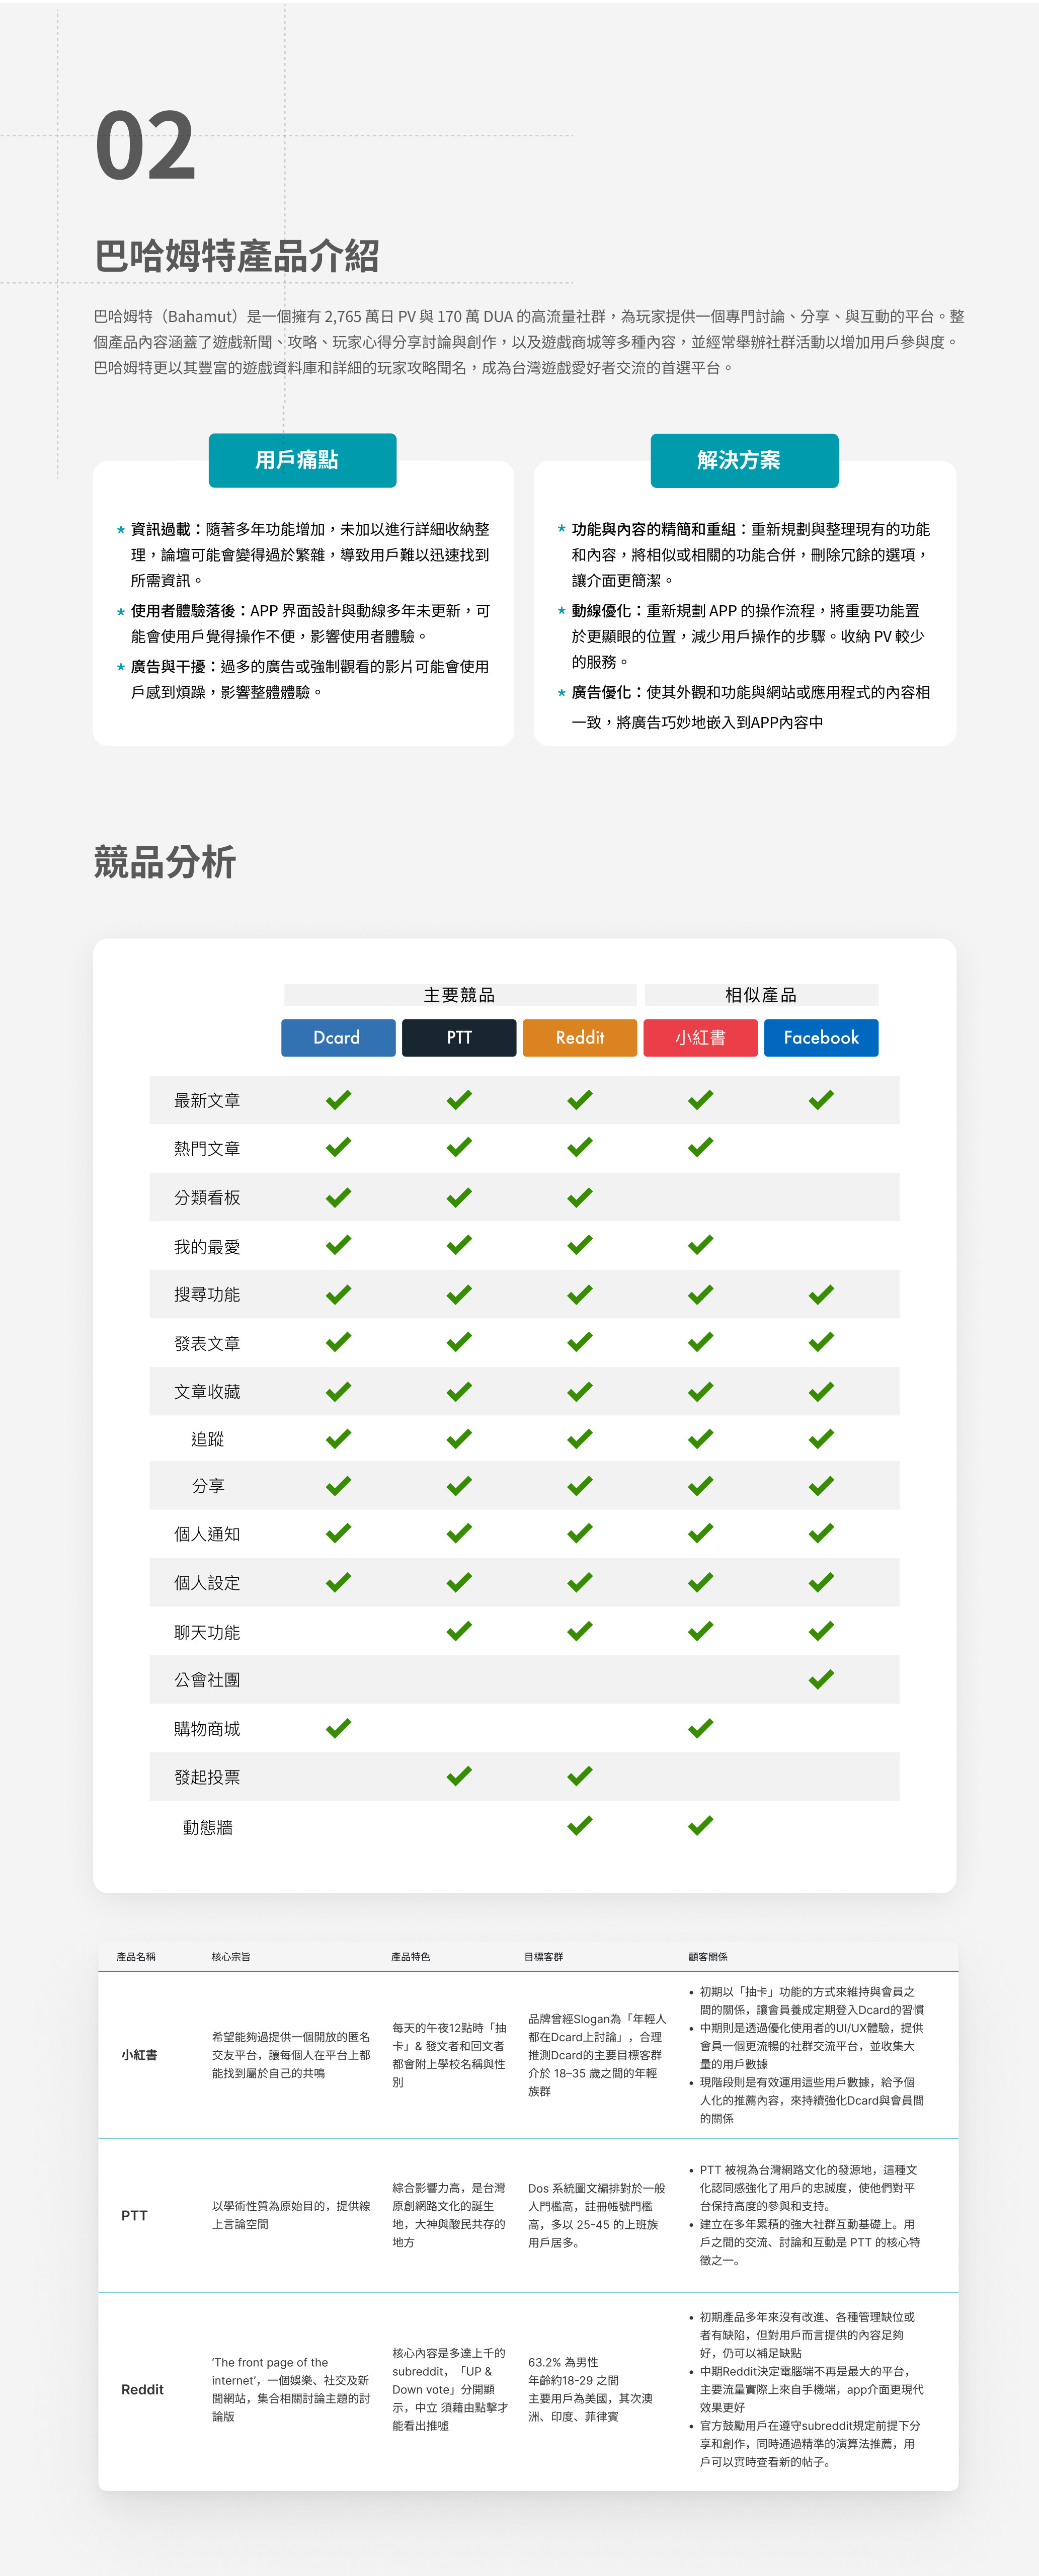 02
巴哈姆特產品介紹
巴哈姆特（Bahamut）是一個擁有 2,765 萬日 PV 與 170 萬 DUA 的高流量社群，為玩家提供一個專門討論、分享、與互動的平台。整
個產品內容涵蓋了遊戲新聞、攻略、玩家心得分享討論與創作，以及遊戲商城等多種內容，並經常舉辦社群活動以增加用戶參與度。
巴哈姆特更以其豐富的遊戲資料庫和詳細的玩家攻略聞名，成為台灣遊戲愛好者交流的首選平台。
用戶痛點
* 資訊過載：隨著多年功能增加，未加以進行詳細收納整
理，論壇可能會變得過於繁雜，導致用戶難以迅速找到
所需資訊。
* 使用者體驗落後：APP 界面設計與動線多年未更新，可
能會使用戶覺得操作不便，影響使用者體驗。
* 廣告與干擾：過多的廣告或強制觀看的影片可能會使用
戶感到煩躁，影響整體體驗。
解決方案
* 功能與內容的精簡和重組：重新規劃與整理現有的功能
和內容，將相似或相關的功能合併，刪除冗餘的選項，
讓介面更簡潔。
* 動線優化：重新規劃 APP 的操作流程，將重要功能置
於更顯眼的位置，減少用戶操作的步驟。收納 PV 較少
的服務。
* 廣告優化：使其外觀和功能與網站或應用程式的內容相
一致，將廣告巧妙地嵌入到APP內容中
競品分析
主要競品 相似產品
Dcard PTT Reddit 小紅書 Facebook
最新文章
熱門文章
分類看板
我的最愛
搜尋功能
發表文章
文章收藏
追蹤
分享
個人通知
個人設定
聊天功能
公會社團
購物商城
發起投票
動態牆
產品名稱 核心宗旨 產品特色 目標客群 顧客關係
小紅書
希望能夠過提供一個開放的匿名
交友平台，讓每個人在平台上都
能找到屬於自己的共鳴
每天的午夜12點時「抽
卡」& 發文者和回文者
都會附上學校名稱與性
別
品牌曾經Slogan為「年輕人
都在Dcard上討論」，合理
推測Dcard的主要目標客群
介於 18–35 歲之間的年輕
族群
• 初期以「抽卡」功能的方式來維持與會員之
間的關係，讓會員養成定期登入Dcard的習慣
• 中期則是透過優化使用者的UI/UX體驗，提供
會員一個更流暢的社群交流平台，並收集大
量的用戶數據
• 現階段則是有效運用這些用戶數據，給予個
人化的推薦內容，來持續強化Dcard與會員間
的關係
PTT
以學術性質為原始目的，提供線
上言論空間
綜合影響力高，是台灣
原創網路文化的誕生
地，大神與酸民共存的
地方
Dos 系統圖文編排對於一般
人門檻高，註冊帳號門檻
高，多以 25-45 的上班族
用戶居多。
• PTT 被視為台灣網路文化的發源地，這種文
化認同感強化了用戶的忠誠度，使他們對平
台保持高度的參與和支持。
• 建立在多年累積的強大社群互動基礎上。用
戶之間的交流、討論和互動是 PTT 的核心特
徵之一。
Reddit
‘The front page of the
internet’，一個娛樂、社交及新
聞網站，集合相關討論主題的討
論版
核心內容是多達上千的
subreddit，「UP &
Down vote」分開顯
示，中立 須藉由點擊才
能看出推噓
63.2% 為男性
年齡約18-29 之間
主要用戶為美國，其次澳
洲、印度、菲律賓
• 初期產品多年來沒有改進、各種管理缺位或
者有缺陷，但對用戶而言提供的內容足夠
好，仍可以補足缺點
• 中期Reddit決定電腦端不再是最大的平台，
主要流量實際上來自手機端，app介面更現代
效果更好
• 官方鼓勵用戶在遵守subreddit規定前提下分
享和創作，同時通過精準的演算法推薦，用
戶可以實時查看新的帖子。